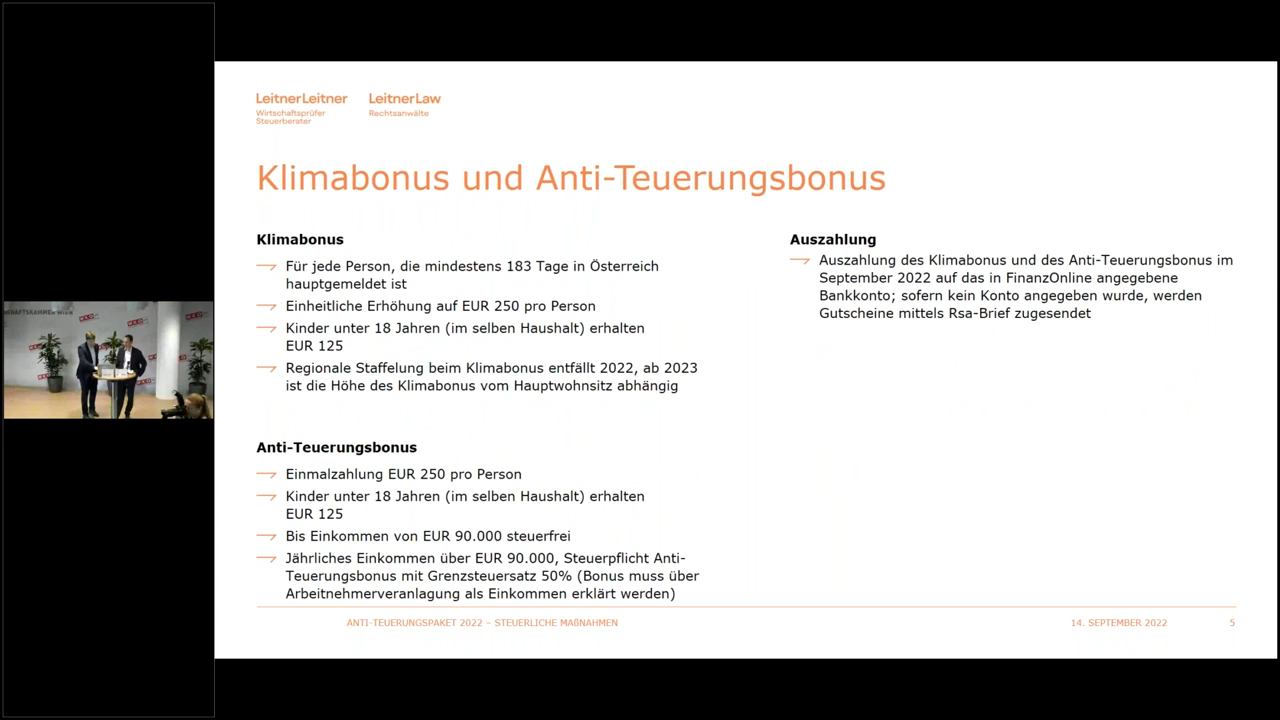 LeitnerLeitner
Wirtschaftsprüfer
Steuerberater
LeitnerLaw
Rechtsanwälte
Klimabonus und Anti-Teuerungsbonus
Klimabonus
Für jede Person, die mindestens 183 Tage in Österreich
hauptgemeldet ist
Einheitliche Erhöhung auf EUR 250 pro Person
Kinder unter 18 Jahren (im selben Haushalt) erhalten
EUR 125
Regionale Staffelung beim Klimabonus entfällt 2022, ab 2023
ist die Höhe des Klimabonus vom Hauptwohnsitz abhängig
Anti-Teuerungsbonus
Einmalzahlung EUR 250 pro Person
Kinder unter 18 Jahren (im selben Haushalt) erhalten
EUR 125
Bis Einkommen von EUR 90.000 steuerfrei
Jährliches Einkommen über EUR 90.000, Steuerpflicht Anti-
Teuerungsbonus mit Grenzsteuersatz 50% (Bonus muss über
Arbeitnehmerveranlagung als Einkommen erklärt werden)
Auszahlung
Auszahlung des Klimabonus und des Anti-Teuerungsbonus im
September 2022 auf das in FinanzOnline angegebene
Bankkonto; sofern kein Konto angegeben wurde, werden
Gutscheine mittels Rsa-Brief zugesendet
ANTI-TEUERUNGSPAKET 2022 – STEUERLICHE MAßNAHMEN
14. SEPTEMBER 2022
5